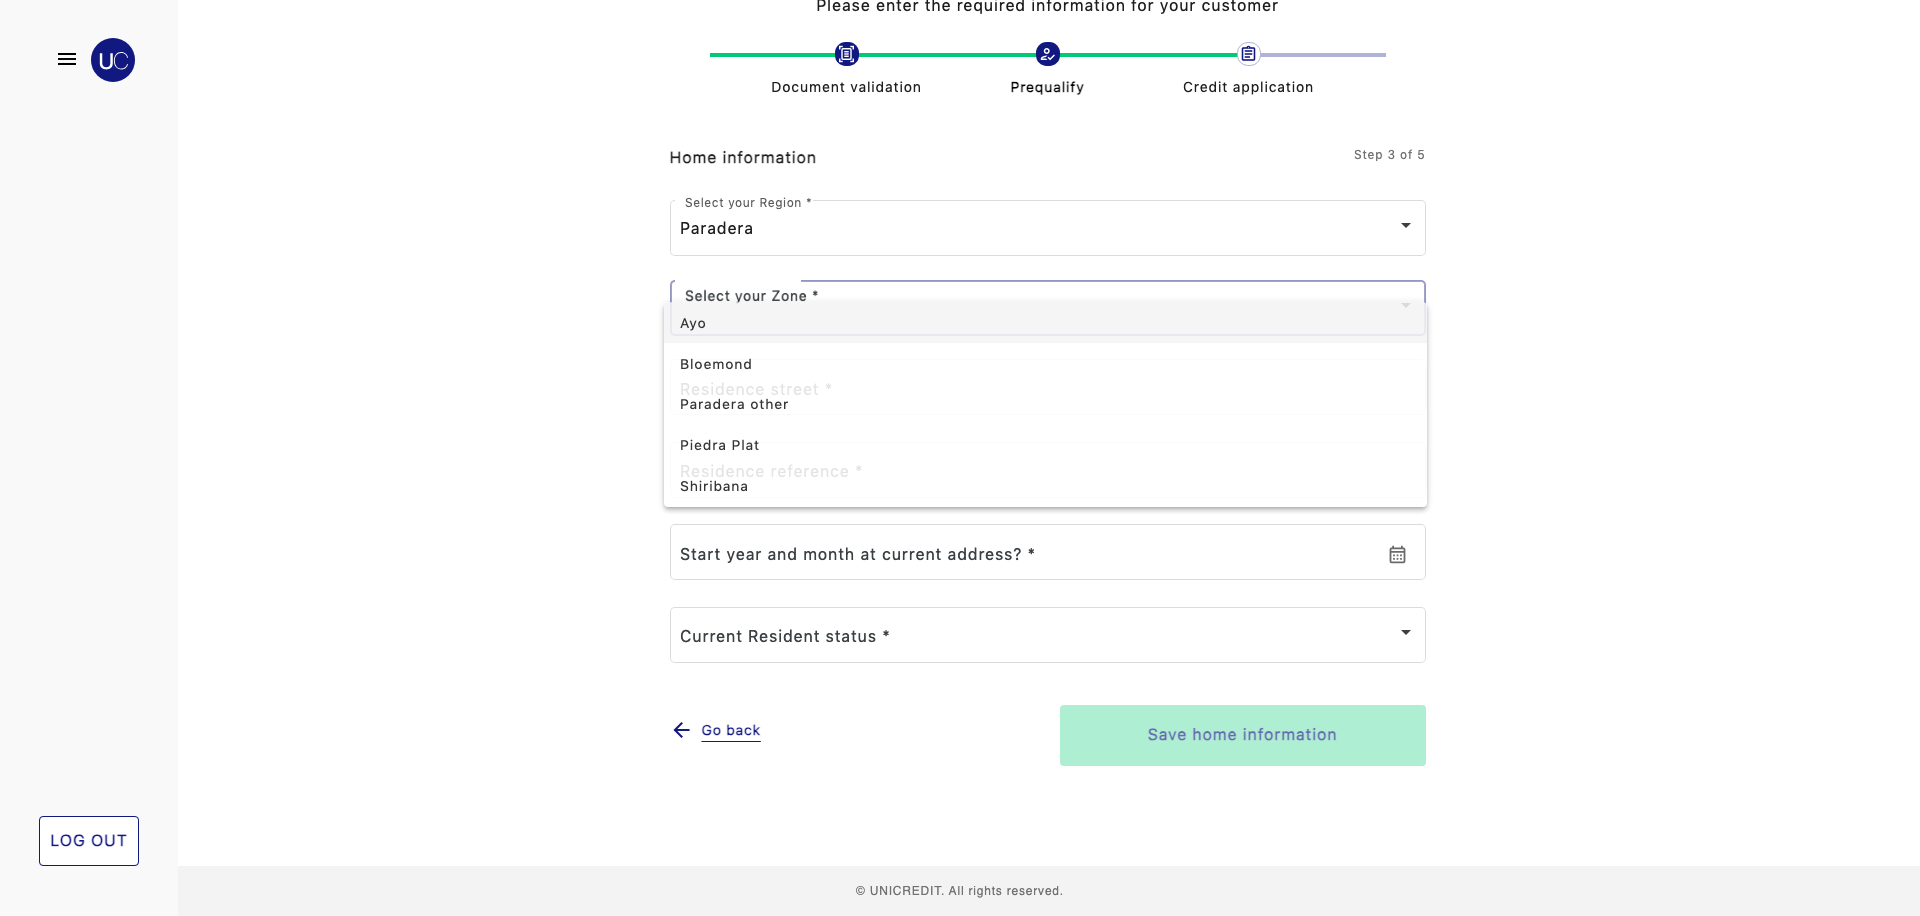 Please enter the required information for your customer
UC
Document validation
Prequalify
Credit application
Home information
Step 3 of 5
Select your Region *
Paradera
Select your Zone *
Ayo
Bloemond
Residence street *
Paradera other
Piedra Plat
Residence reference *
Shiribana
Start year and month at current address? *
Current Resident status *
Go back
Save home information
LOG OUT
© UNICREDIT. All rights reserved.